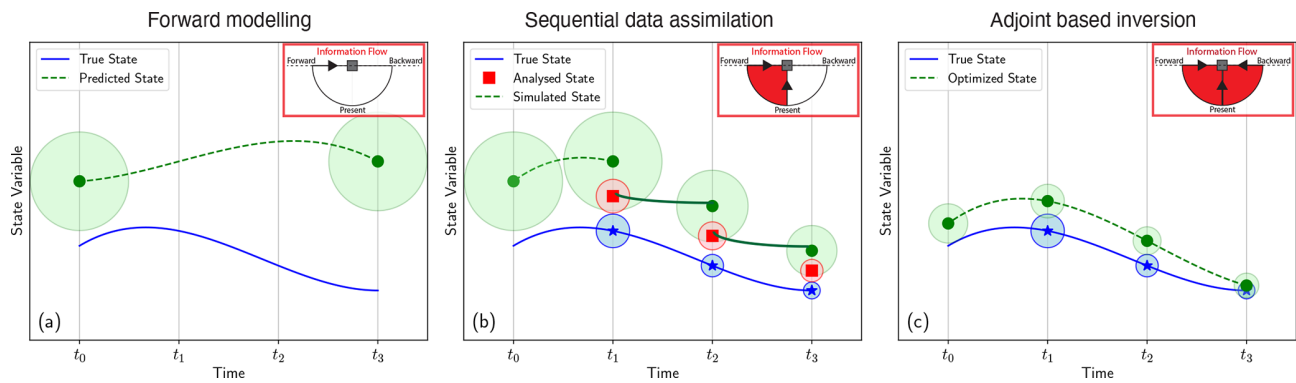 Forward modelling
True State
Predicted State
Information Flow
Forward
Backward
Present
State Variable
(a)
t0
t1
t2
t3
Time
Sequential data assimilation
True State
Analysed State
Simulated State
Information Flow
Forward
Backward
Present
State Variable
(b)
t0
t1
t2
t3
Time
Adjoint based inversion
True State
Optimized State
Information Flow
Forward
Backward
Present
State Variable
(c)
t0
t1
t2
t3
Time